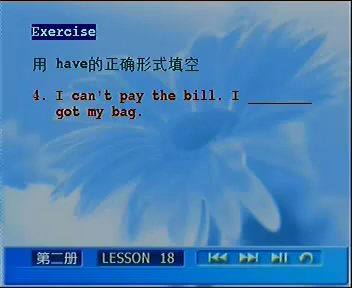 Exercise
用 have的正确形式填空
4. I can't pay the bill. I ________
got my bag.
第二册 LESSON 18